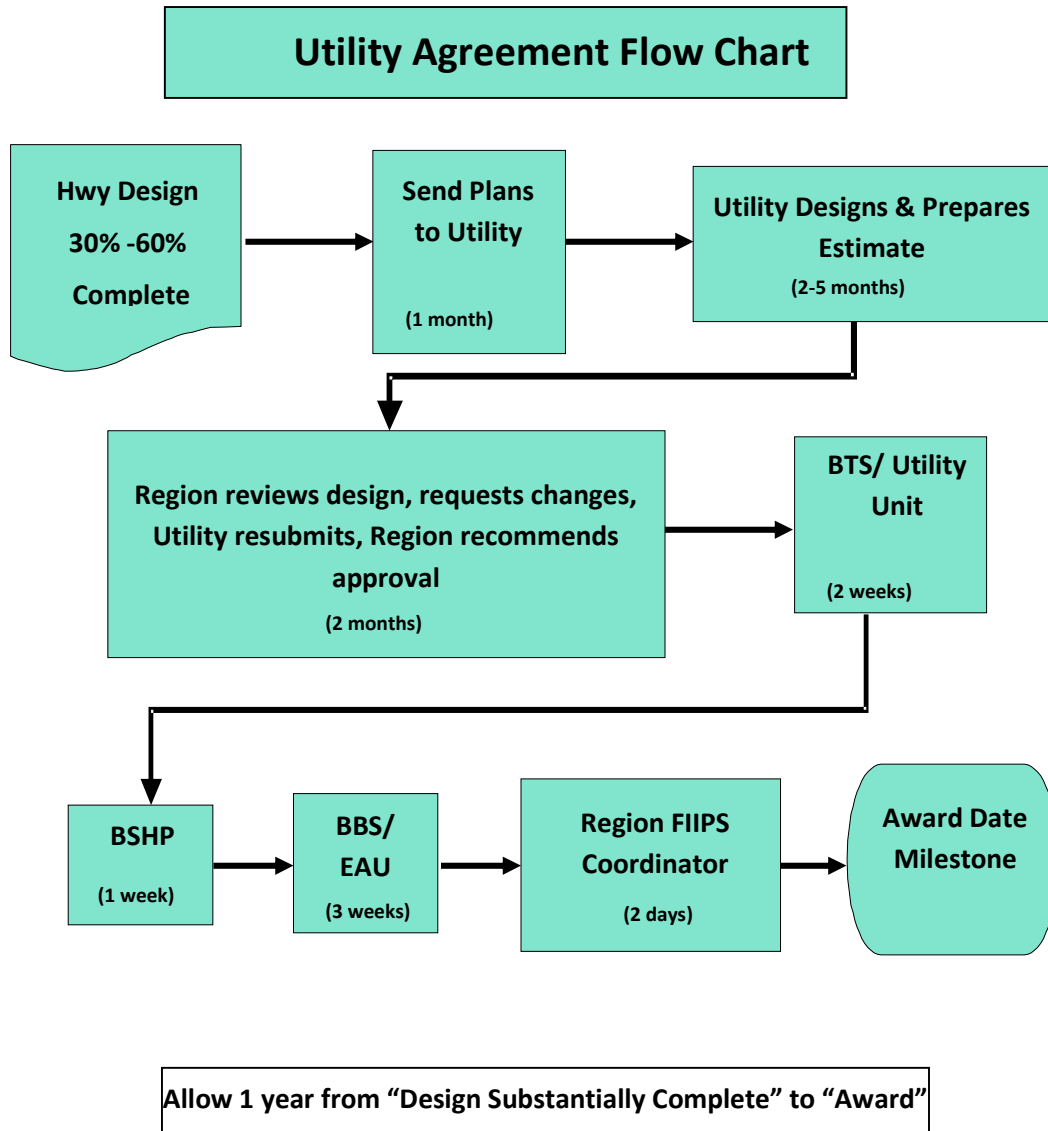 Utility Agreement Flow Chart
Hwy Design
30% -60%
Complete
Send Plans
to Utility
(1 month)
Utility Designs & Prepares
Estimate
(2-5 months)
Region reviews design, requests changes,
Utility resubmits, Region recommends
approval
(2 months)
BTS/ Utility
Unit
(2 weeks)
BSHP
(1 week)
BBS/
EAU
(3 weeks)
Region FIIPS
Coordinator
(2 days)
Award Date
Milestone
Allow 1 year from “Design Substantially Complete” to “Award”